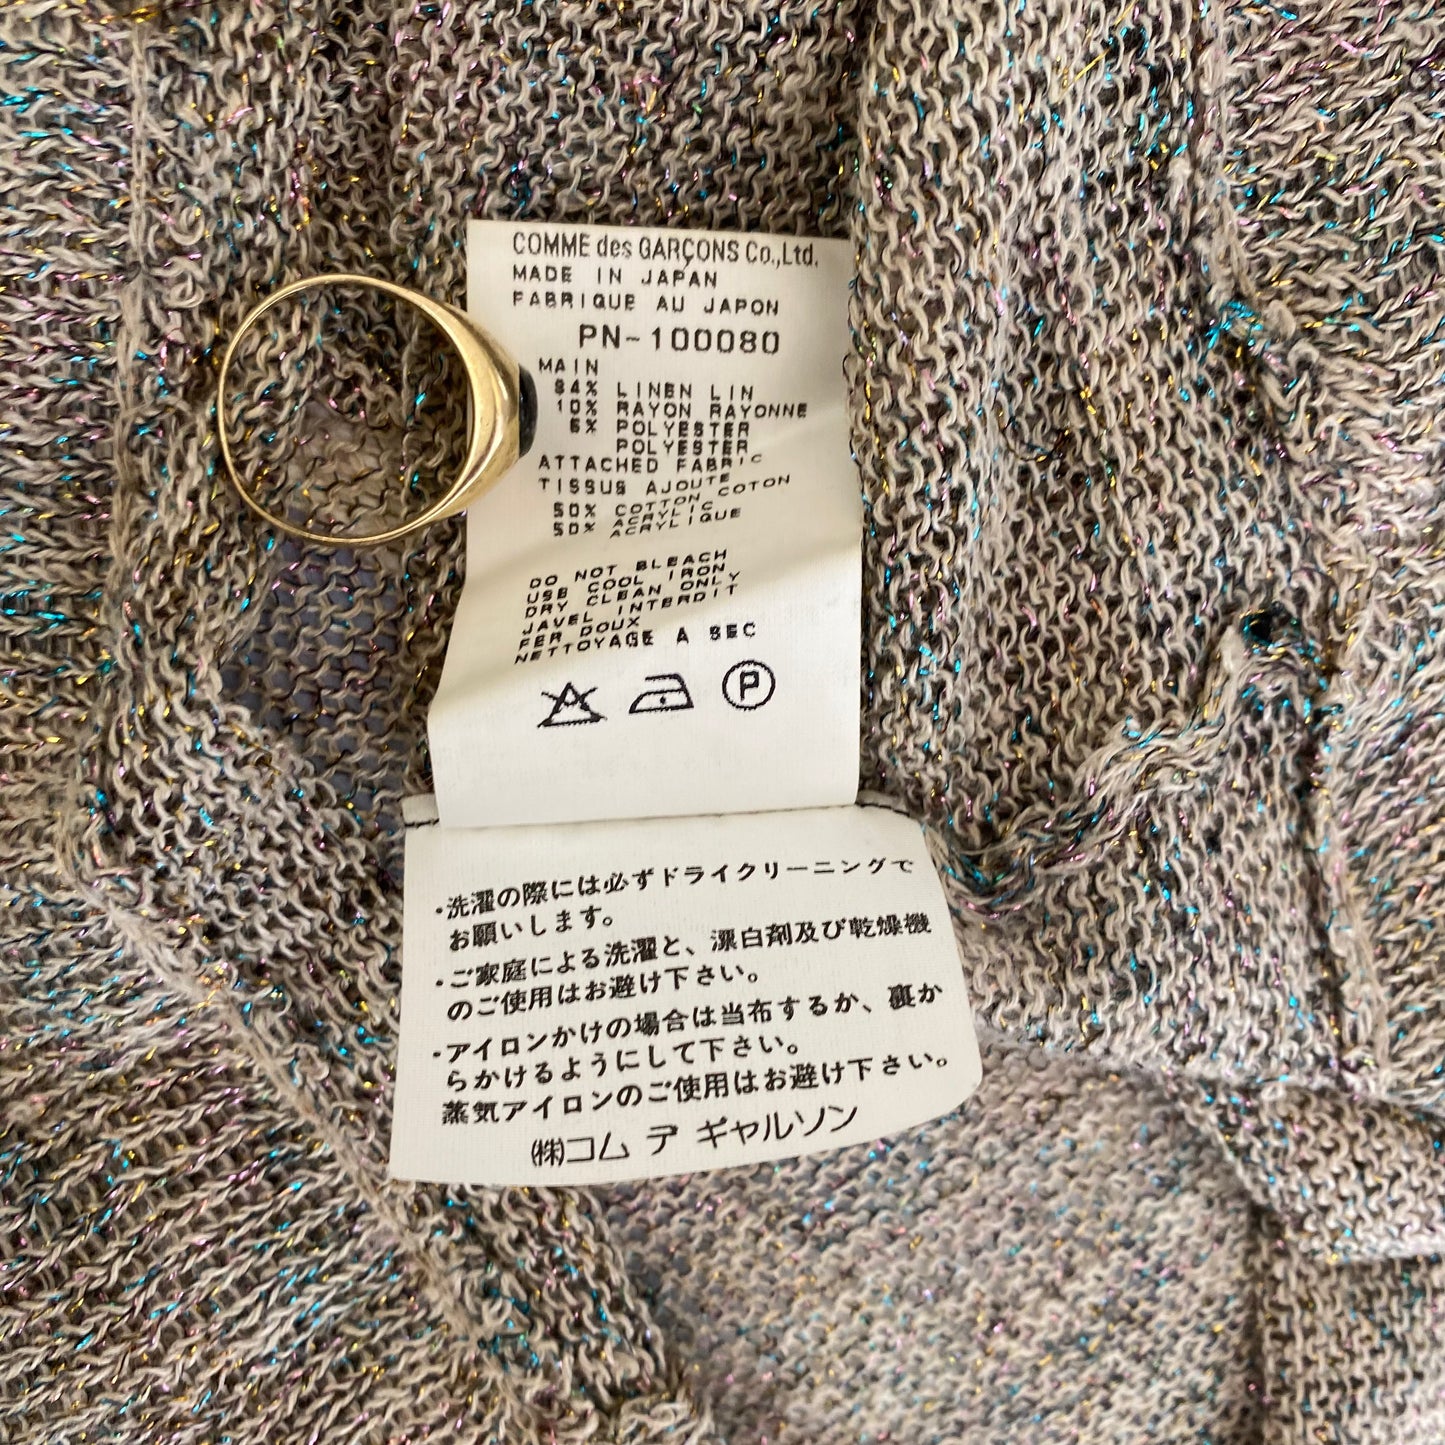 COMME des GARÇONS Co.,Ltd.
MADE IN JAPAN
FABRIQUE AU JAPON
PN-100080
MAIN
84% LINEN LIN
10% RAYON RAYONNE
6% POLYESTER
POLYESTER
ATTACHED FABRIC
TISSUS AJOUTE
50% COTTON COTON
50% ACRYLIC
ACRYLIQUE
DO NOT BLEACH
USE COOL IRON
DRY CLEAN ONLY
JAVEL INTERDIT
FER DOUX
NETTOYAGE A SEC
P
・洗濯の際には必ずドライクリーニングで
お願いします。
・ご家庭による洗濯と、漂白剤及び乾燥機
のご使用はお避け下さい。
・アイロンかけの場合は当布するか、裏か
らかけるようにして下さい。
蒸気アイロンのご使用はお避け下さい。
㈱コム デ ギャルソン